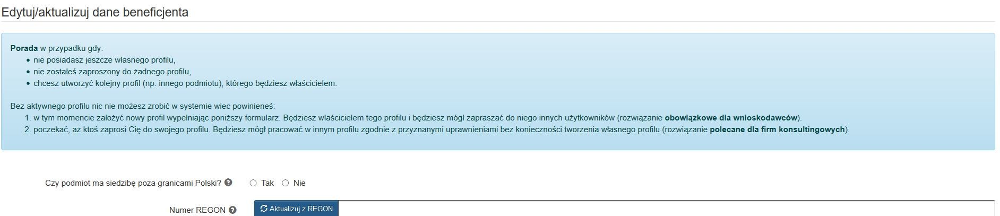 Edytuj/aktualizuj dane beneficjenta
Porada w przypadku gdy:
• nie posiadasz jeszcze własnego profilu,
• nie zostałeś zaproszony do żadnego profilu,
• chcesz utworzyć kolejny profil (np. innego podmiotu), którego będziesz właścicielem.
Bez aktywnego profilu nic nie możesz zrobić w systemie wiec powinieneś:
1. w tym momencie założyć nowy profil wypełniając poniższy formularz. Będziesz właścicielem tego profilu i będziesz mógł zapraszać do niego innych użytkowników (rozwiązanie obowiązkowe dla wnioskodawców).
2. poczekać, aż ktoś zaprosi Cię do swojego profilu. Będziesz mógł pracować w innym profilu zgodnie z przyznanymi uprawnieniami bez konieczności tworzenia własnego profilu (rozwiązanie polecane dla firm konsultingowych).
Czy podmiot ma siedzibę poza granicami Polski? ? Tak Nie
Numer REGON ? Aktualizuj z REGON